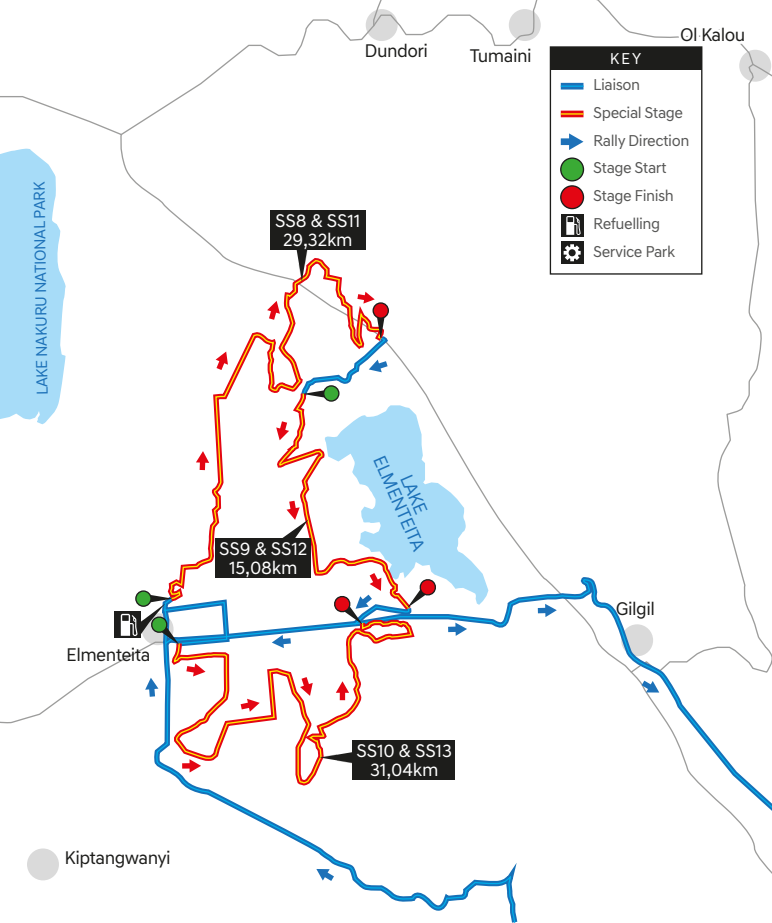 Dundori
Tumaini
Ol Kalou
KEY
Liaison
Special Stage
Rally Direction
Stage Start
Stage Finish
Refuelling
Service Park
LAKE NAKURU NATIONAL PARK
SS8 & SS11
29,32km
LAKE
ELMENTEITA
SS9 & SS12
15,08km
Gilgil
Elmenteita
SS10 & SS13
31,04km
Kiptangwanyi